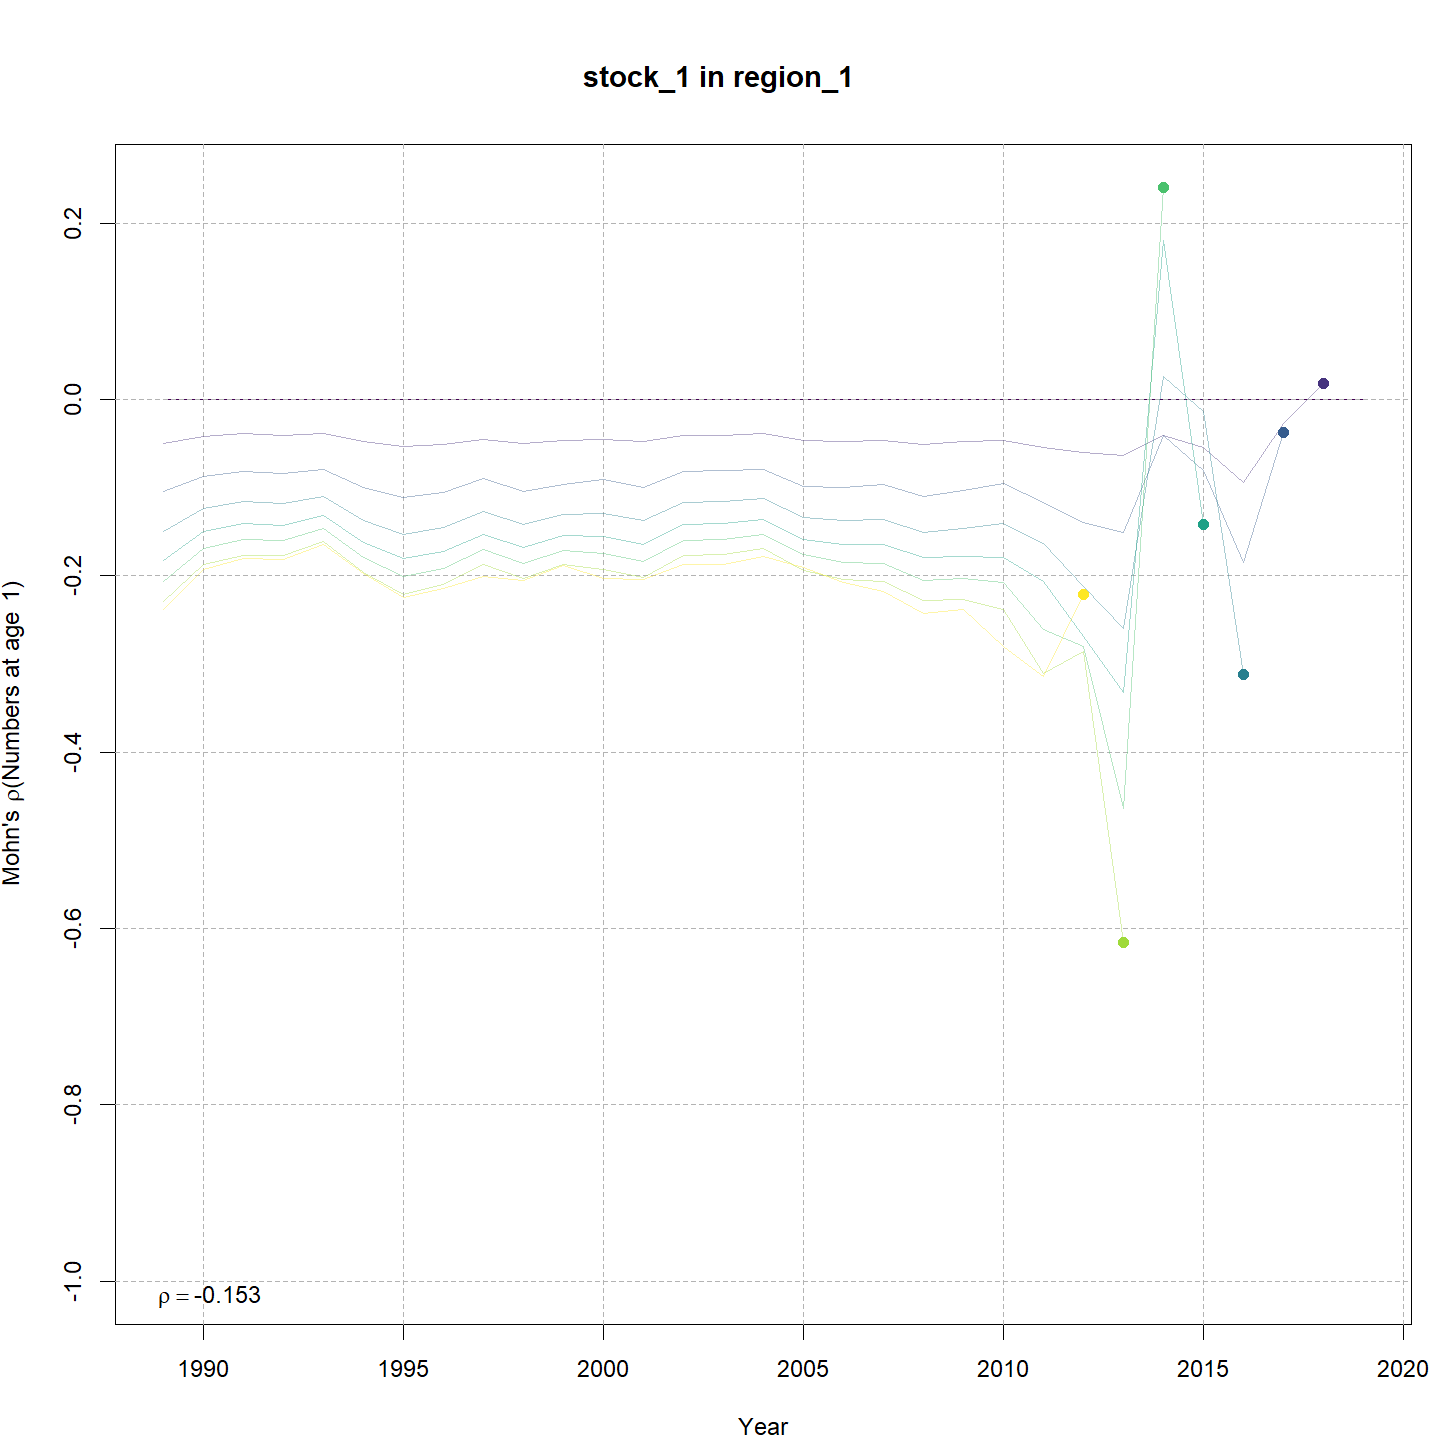 stock_1 in region_1
Mohn's ρ(Numbers at age 1)
0.2
0.0
-0.2
-0.4
-0.6
-0.8
-1.0
ρ = -0.153
1990 1995 2000 2005 2010 2015 2020
Year